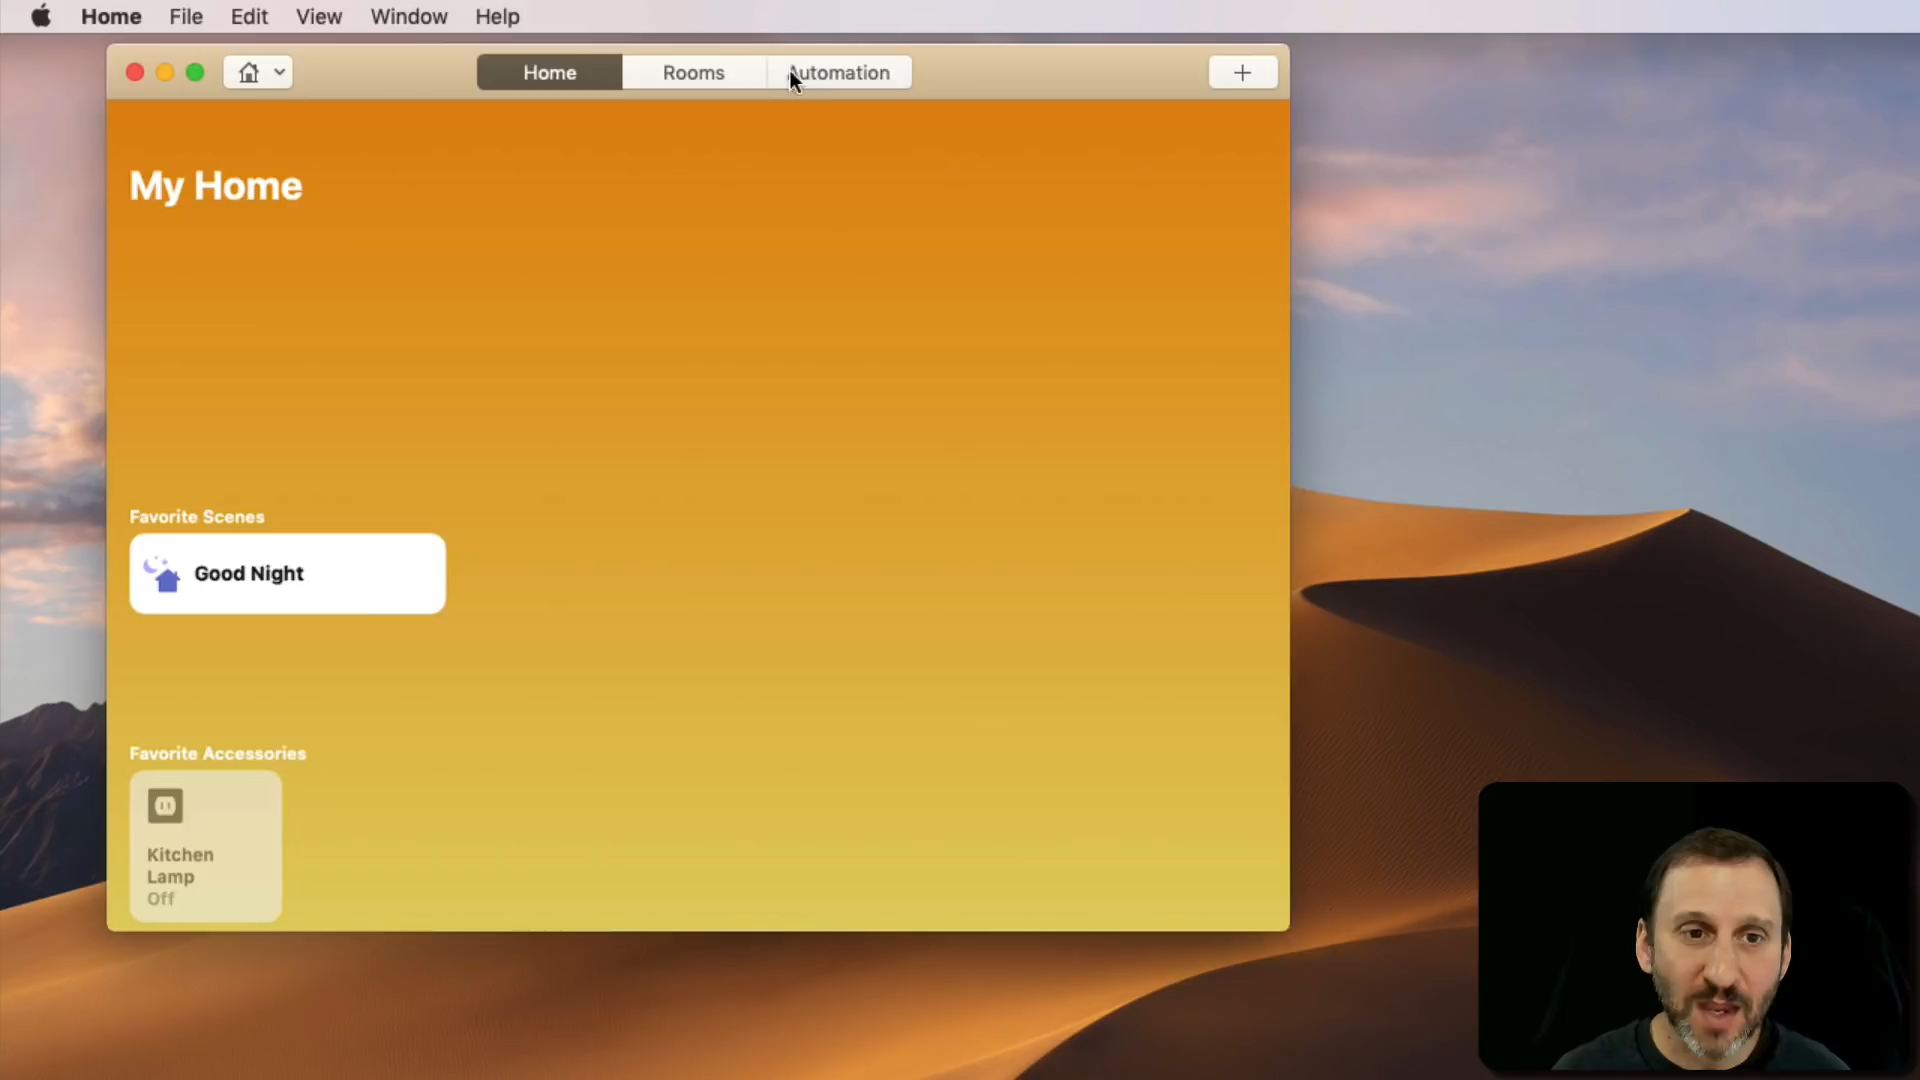 Home File Edit View Window Help
Home Rooms Automation
My Home
Favorite Scenes
Good Night
Favorite Accessories
Kitchen
Lamp
Off